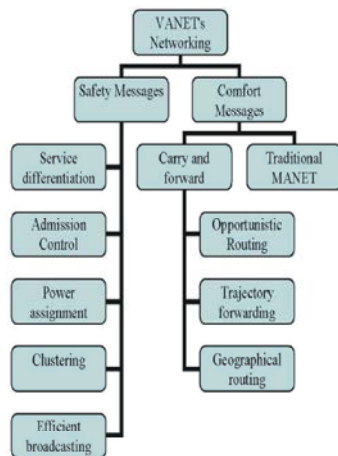 VANET's
Networking
Safety Messages
Comfort
Messages
Service
differentiation
Carry and
forward
Traditional
MANET
Admission
Control
Opportunistic
Routing
Power
assignment
Trajectory
forwarding
Clustering
Geographical
routing
Efficient
broadcasting